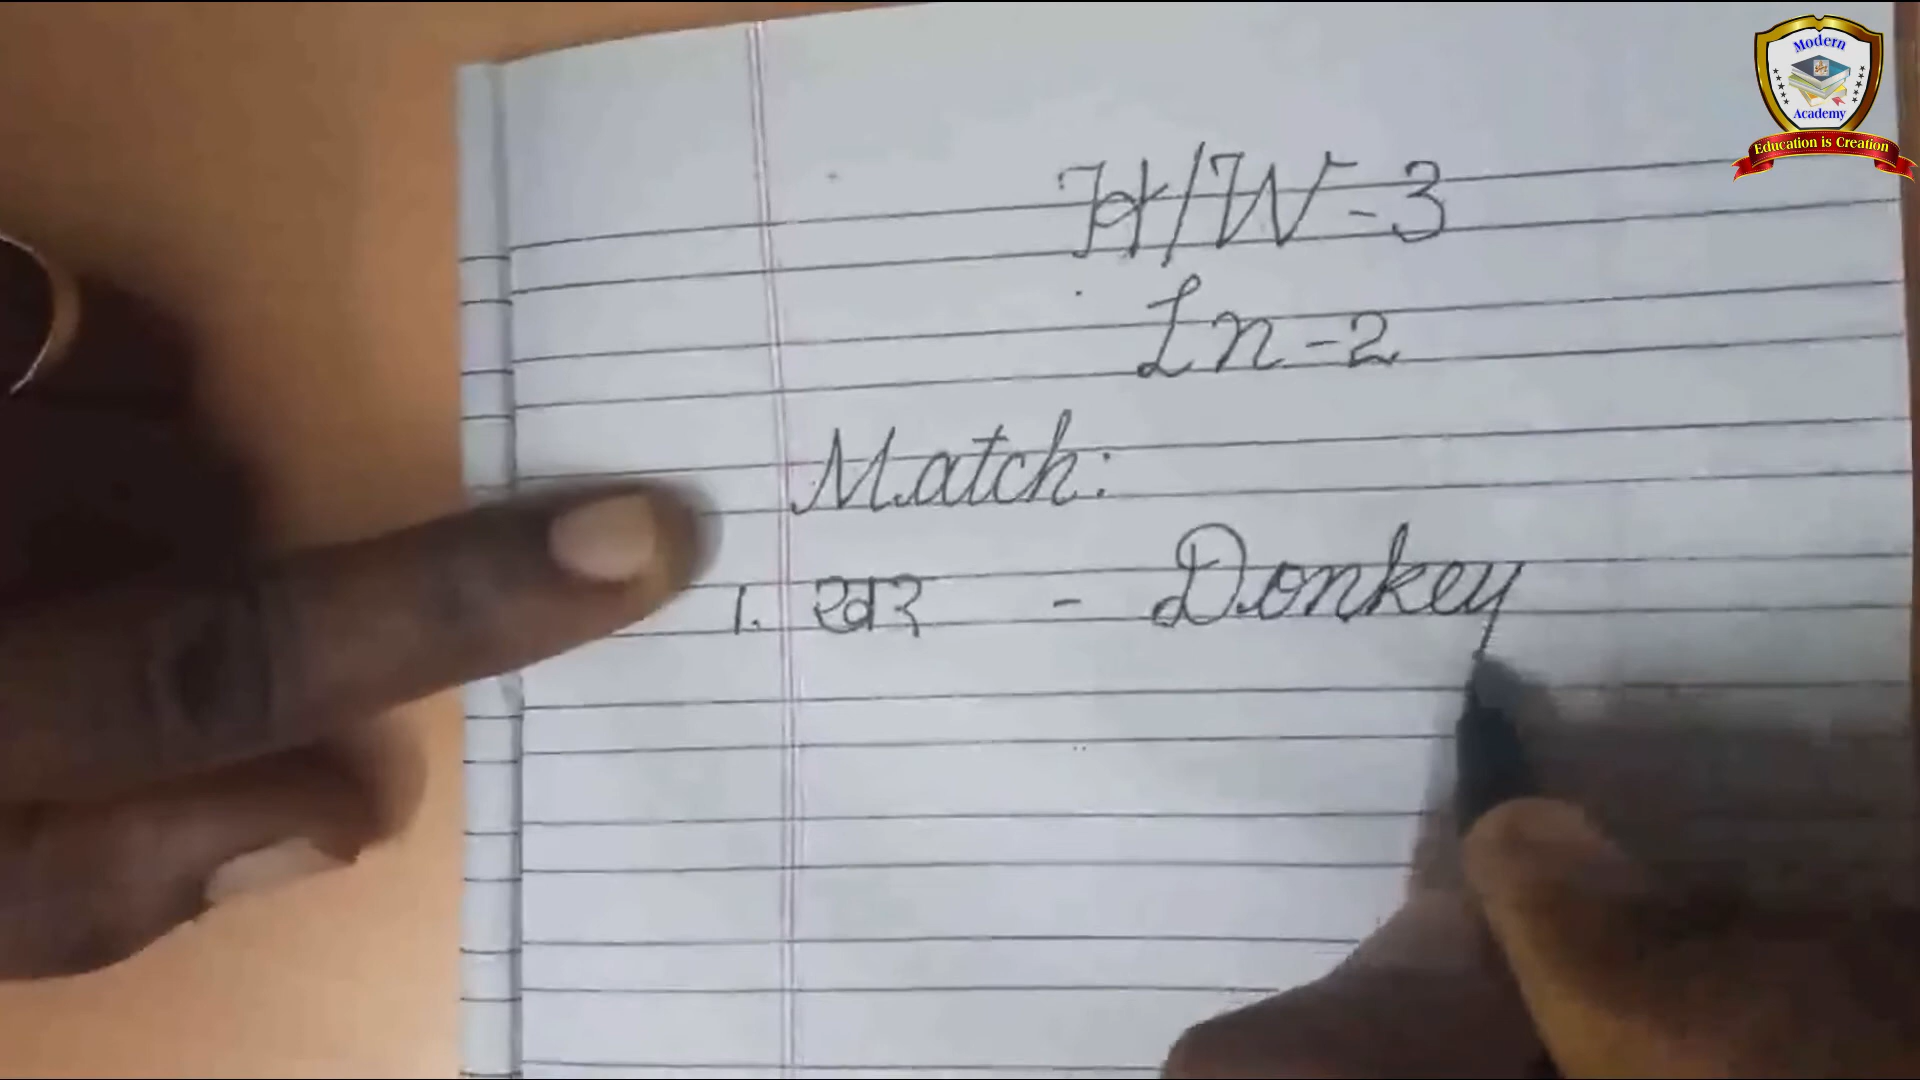 Modern
Academy
Education is Creation
H/W-3
Ln-2
Match:
1. खर - Donkey